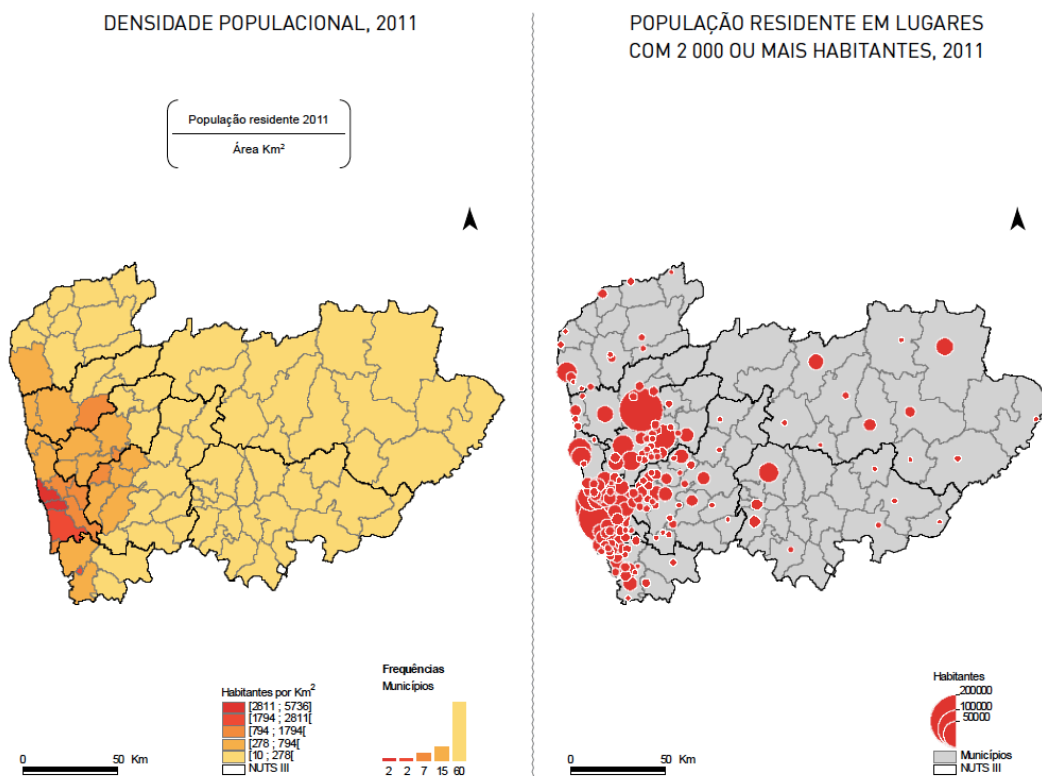 DENSIDADE POPULACIONAL, 2011
População residente 2011
Área Km²
Habitantes por Km²
[2811 ; 5736]
[1794 ; 2811[
[794 ; 1794[
[278 ; 794[
[10 ; 278[
NUTS III
Frequências
Municípios
2 2 7 15 60
0 50 Km
POPULAÇÃO RESIDENTE EM LUGARES
COM 2 000 OU MAIS HABITANTES, 2011
Habitantes
200000
100000
50000
Municípios
NUTS III
0 50 Km